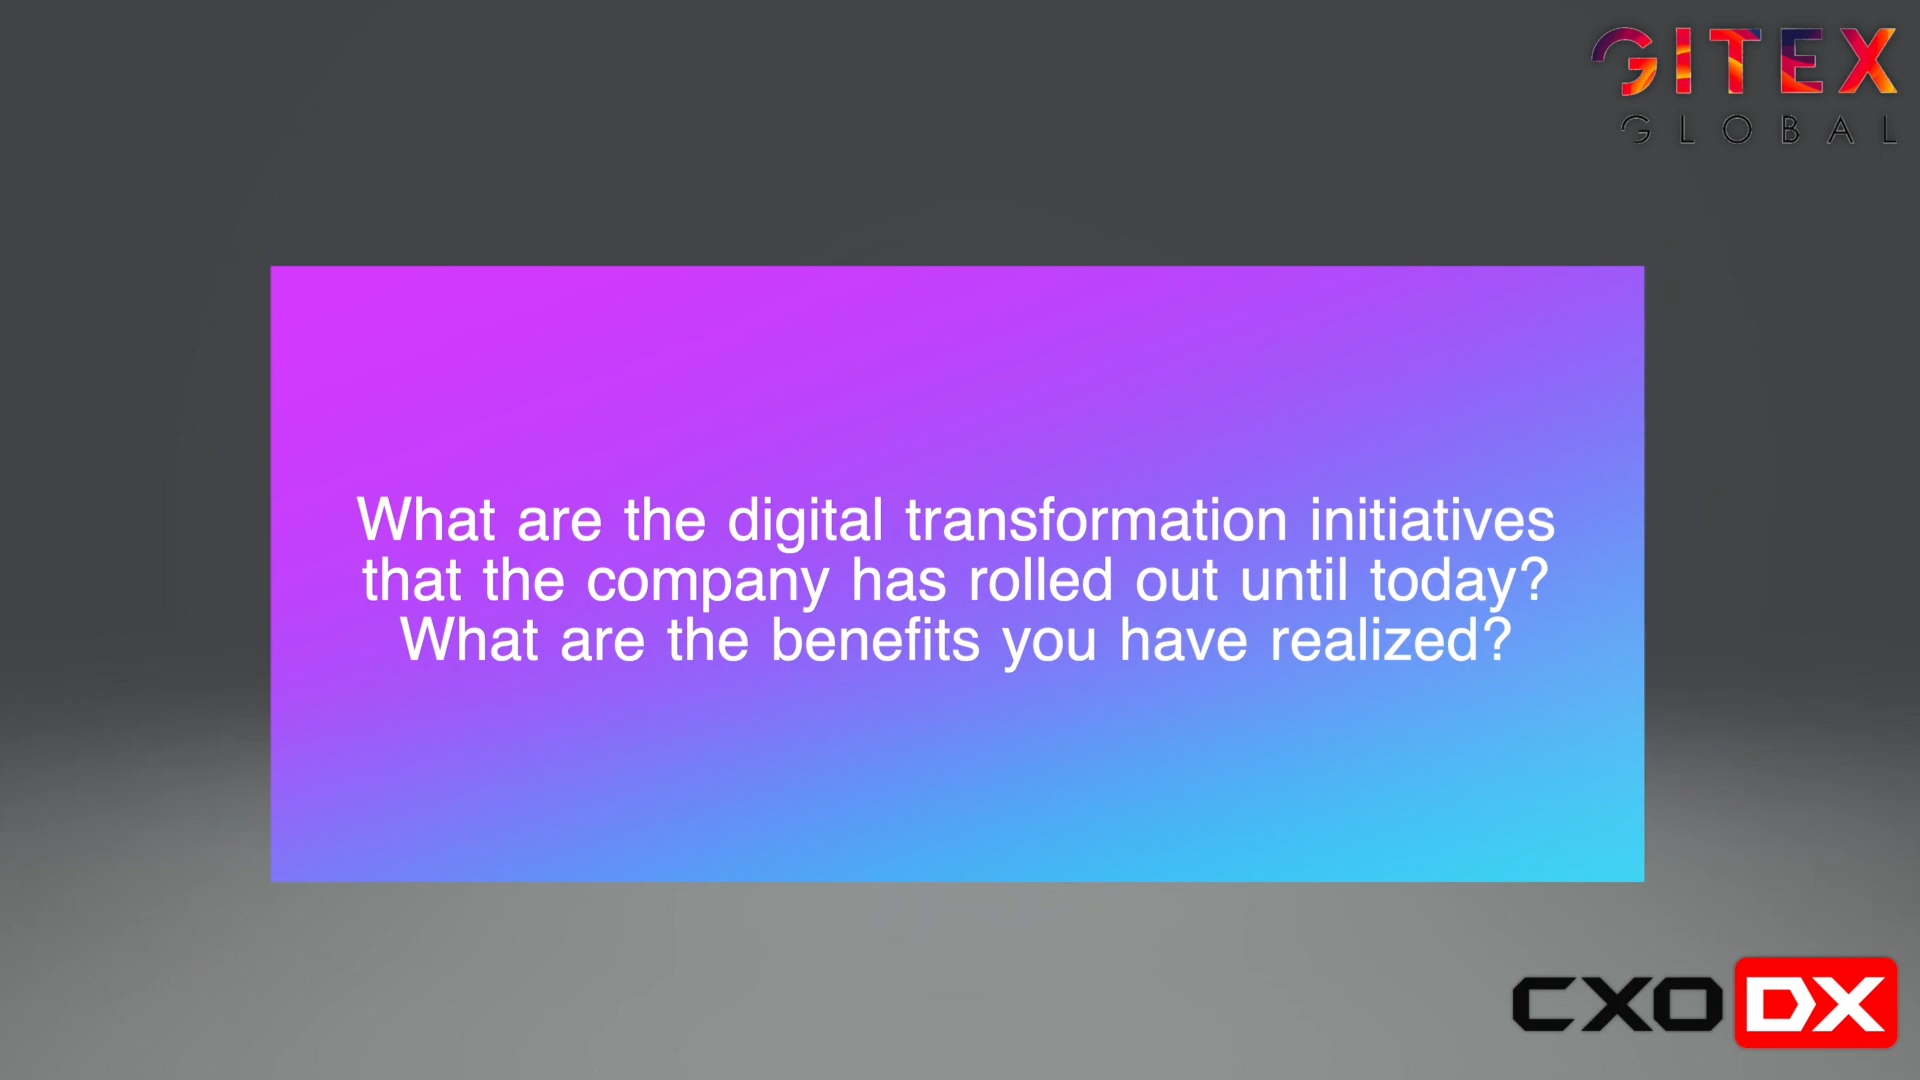 GITEX
GLOBAL
What are the digital transformation initiatives
that the company has rolled out until today?
What are the benefits you have realized?
CXO DX